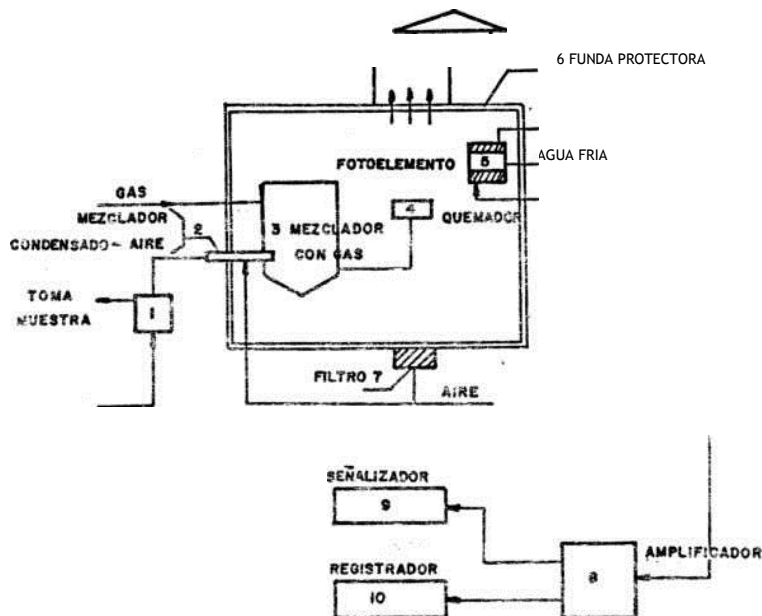 6 FUNDA PROTECTORA
FOTOELEMENTO
5
AGUA FRIA
GAS
MEZCLADOR
CONDENSADO - AIRE
2
3 MEZCLADOR
CON GAS
4
QUEMADOR
TOMA
MUESTRA
1
FILTRO 7
AIRE
SEÑALIZADOR
9
AMPLIFICADOR
8
REGISTRADOR
10